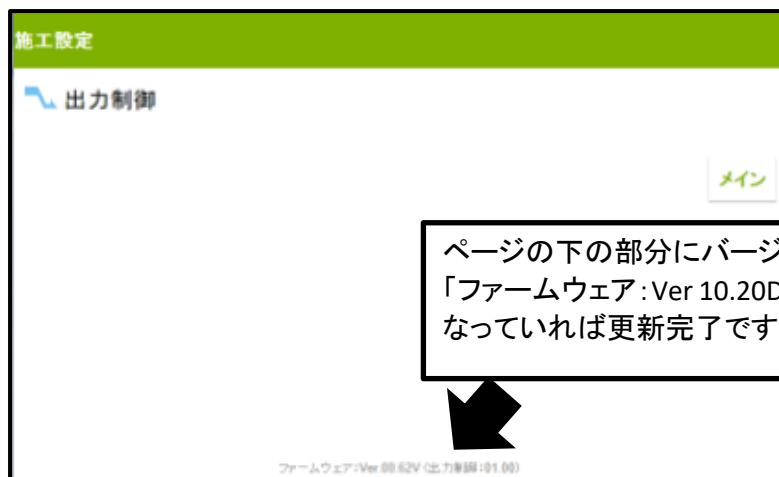 施工設定
出力制御
メイン
ページの下の部分にバージ
「ファームウェア：Ver 10.20D
なっていれば更新完了です
ファームウェア:Ver.00.62V (出力制御:01.00)